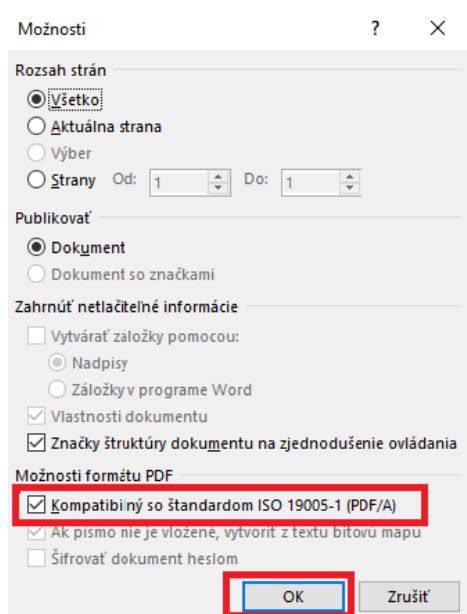 Možnosti ?
Rozsah strán
Všetko
Aktuálna strana
Výber
Strany Od: 1 Do: 1
Publikovať
Dokument
Dokument so značkami
Zahrnúť netlačiteľné informácie
Vytvárať záložky pomocou:
Nadpisy
Záložky v programe Word
Vlastnosti dokumentu
Značky štruktúry dokumentu na zjednodušenie ovládania
Možnosti formátu PDF
Kompatibilný so štandardom ISO 19005-1 (PDF/A)
Ak písmo nie je vložené, vytvoriť z textu bitovú mapu
Šifrovať dokument heslom
OK Zrušiť